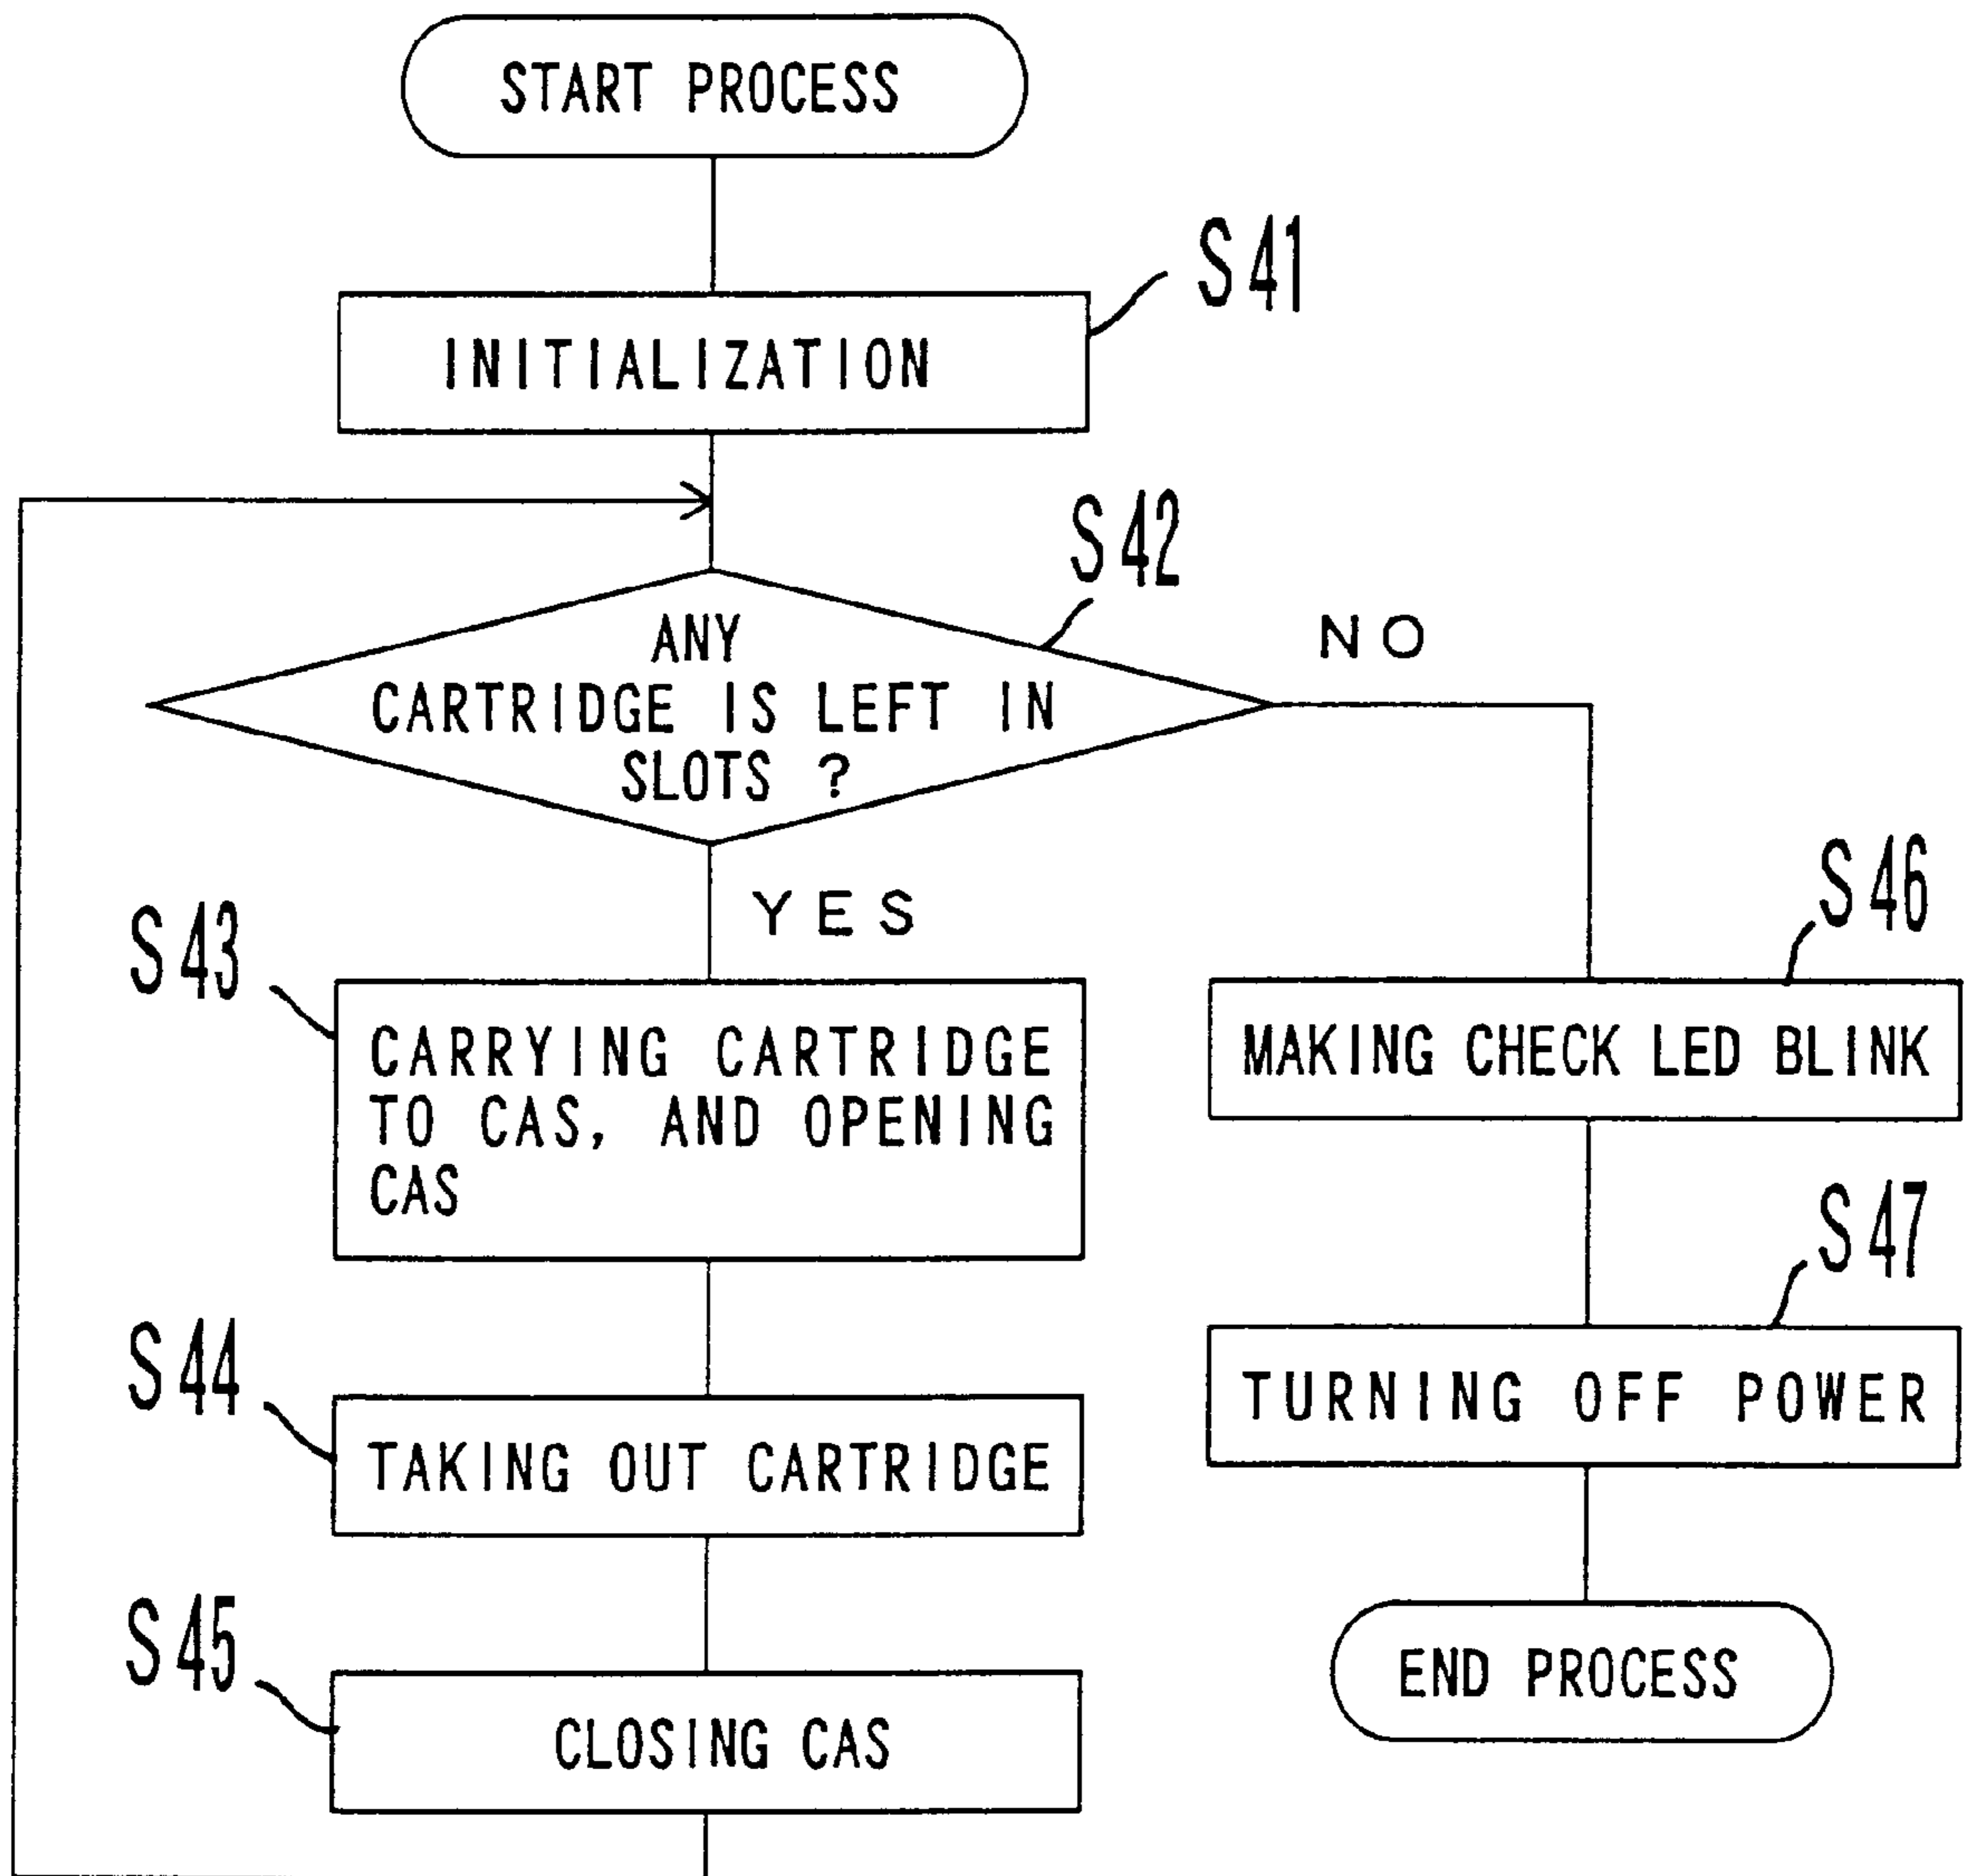 START PROCESS
S41
INITIALIZATION
S42
ANY
CARTRIDGE IS LEFT IN
SLOTS ?
NO
YES
S43
CARRYING CARTRIDGE
TO CAS, AND OPENING
CAS
S44
TAKING OUT CARTRIDGE
S45
CLOSING CAS
S46
MAKING CHECK LED BLINK
S47
TURNING OFF POWER
END PROCESS